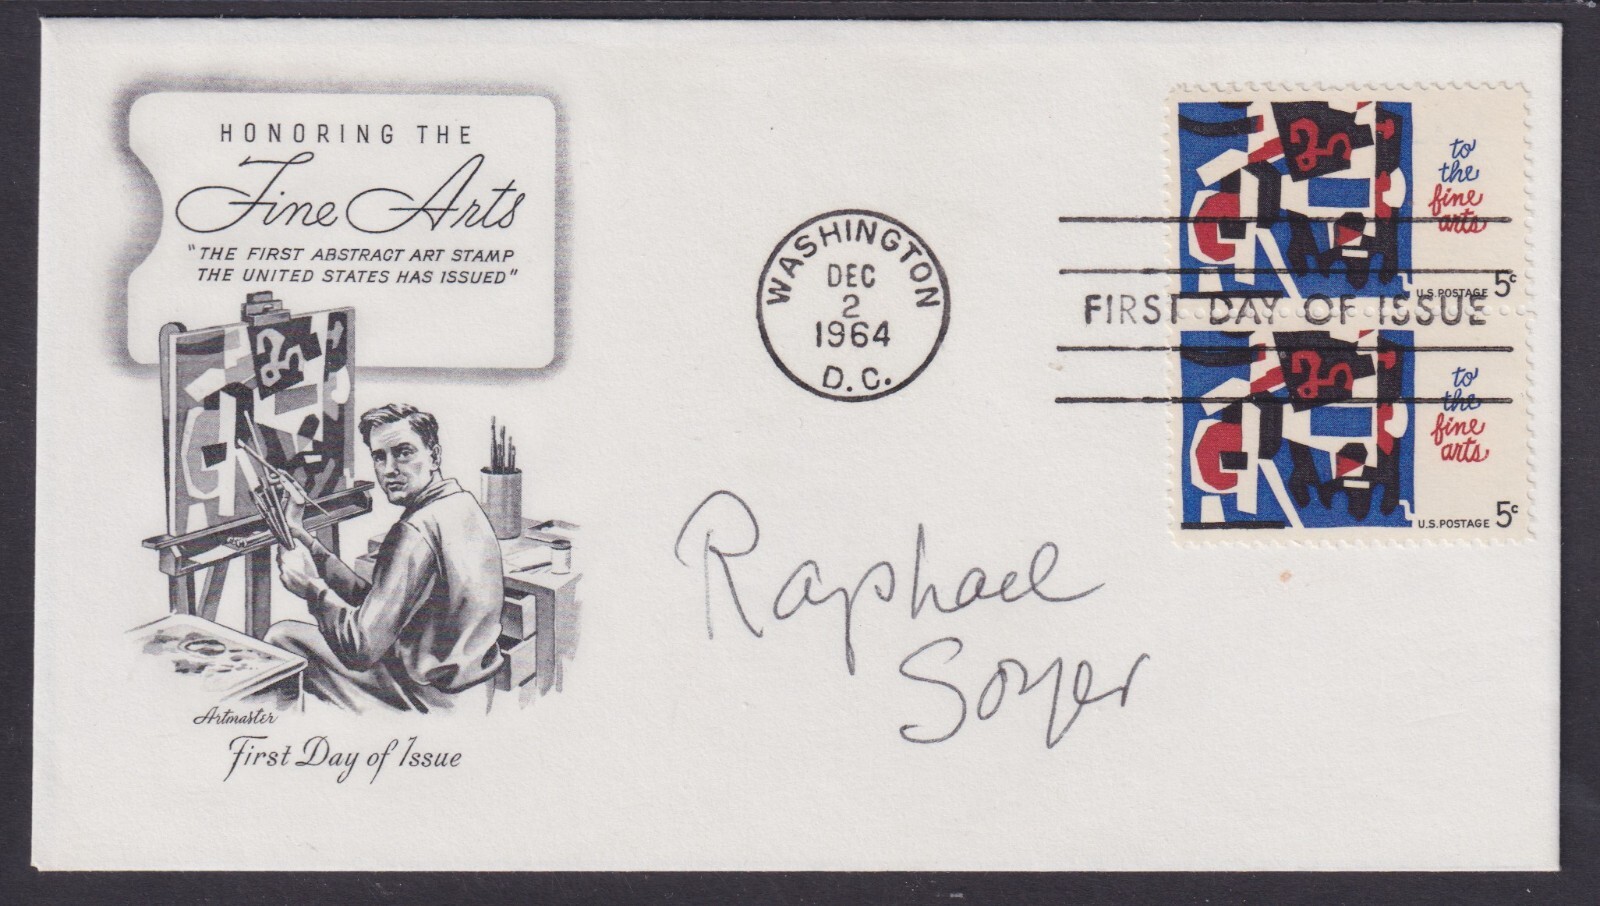 HONORING THE
Fine Arts
"THE FIRST ABSTRACT ART STAMP
THE UNITED STATES HAS ISSUED"
Artmaster
First Day of Issue
WASHINGTON
DEC
2
1964
D.C.
FIRST DAY OF ISSUE
to
the
fine
arts
U.S. POSTAGE 5c
to
the
fine
arts
U.S. POSTAGE 5c
Raphael
Soyer